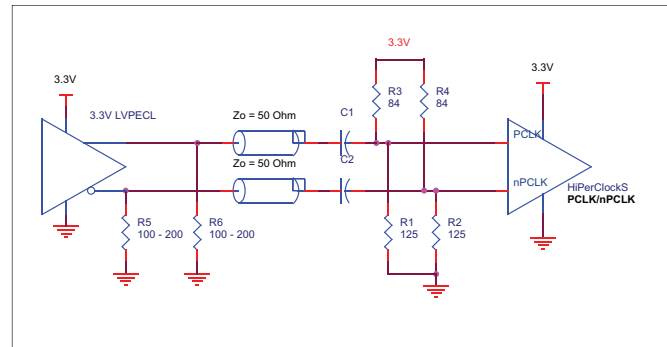 3.3V
3.3V
3.3V
3.3V LVPECL
R3
84
R4
84
Zo = 50 Ohm
C1
Zo = 50 Ohm
C2
PCLK
nPCLK
HiPerClockS
PCLK/nPCLK
R5
100 - 200
R6
100 - 200
R1
125
R2
125